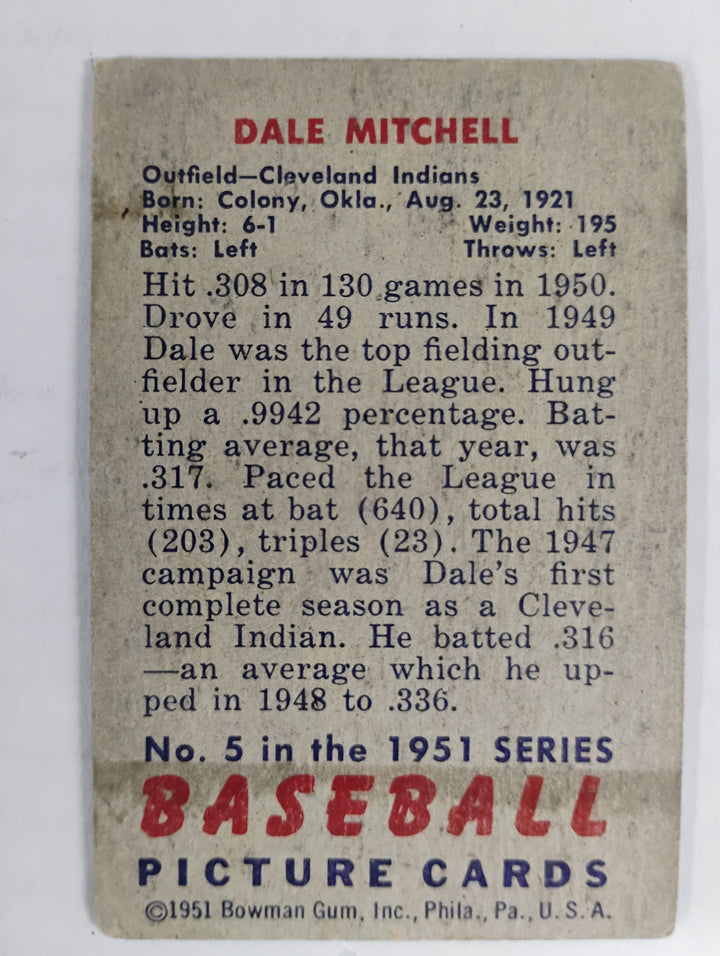 DALE MITCHELL
Outfield—Cleveland Indians
Born: Colony, Okla., Aug. 23, 1921
Height: 6-1 Weight: 195
Bats: Left Throws: Left
Hit .308 in 130 games in 1950.
Drove in 49 runs. In 1949
Dale was the top fielding out-
fielder in the League. Hung
up a .9942 percentage. Bat-
ting average, that year, was
.317. Paced the League in
times at bat (640), total hits
(203), triples (23). The 1947
campaign was Dale's first
complete season as a Cleve-
land Indian. He batted .316
—an average which he up-
ped in 1948 to .336.
No. 5 in the 1951 SERIES
BASEBALL
PICTURE CARDS
©1951 Bowman Gum, Inc., Phila., Pa., U.S.A.